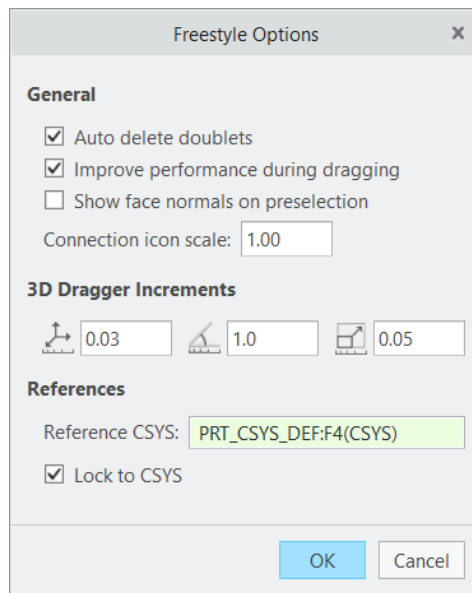 Freestyle Options
General
Auto delete doublets
Improve performance during dragging
Show face normals on preselection
Connection icon scale: 1.00
3D Dragger Increments
0.03 1.0 0.05
References
Reference CSYS: PRT_CSYS_DEF:F4(CSYS)
Lock to CSYS
OK Cancel